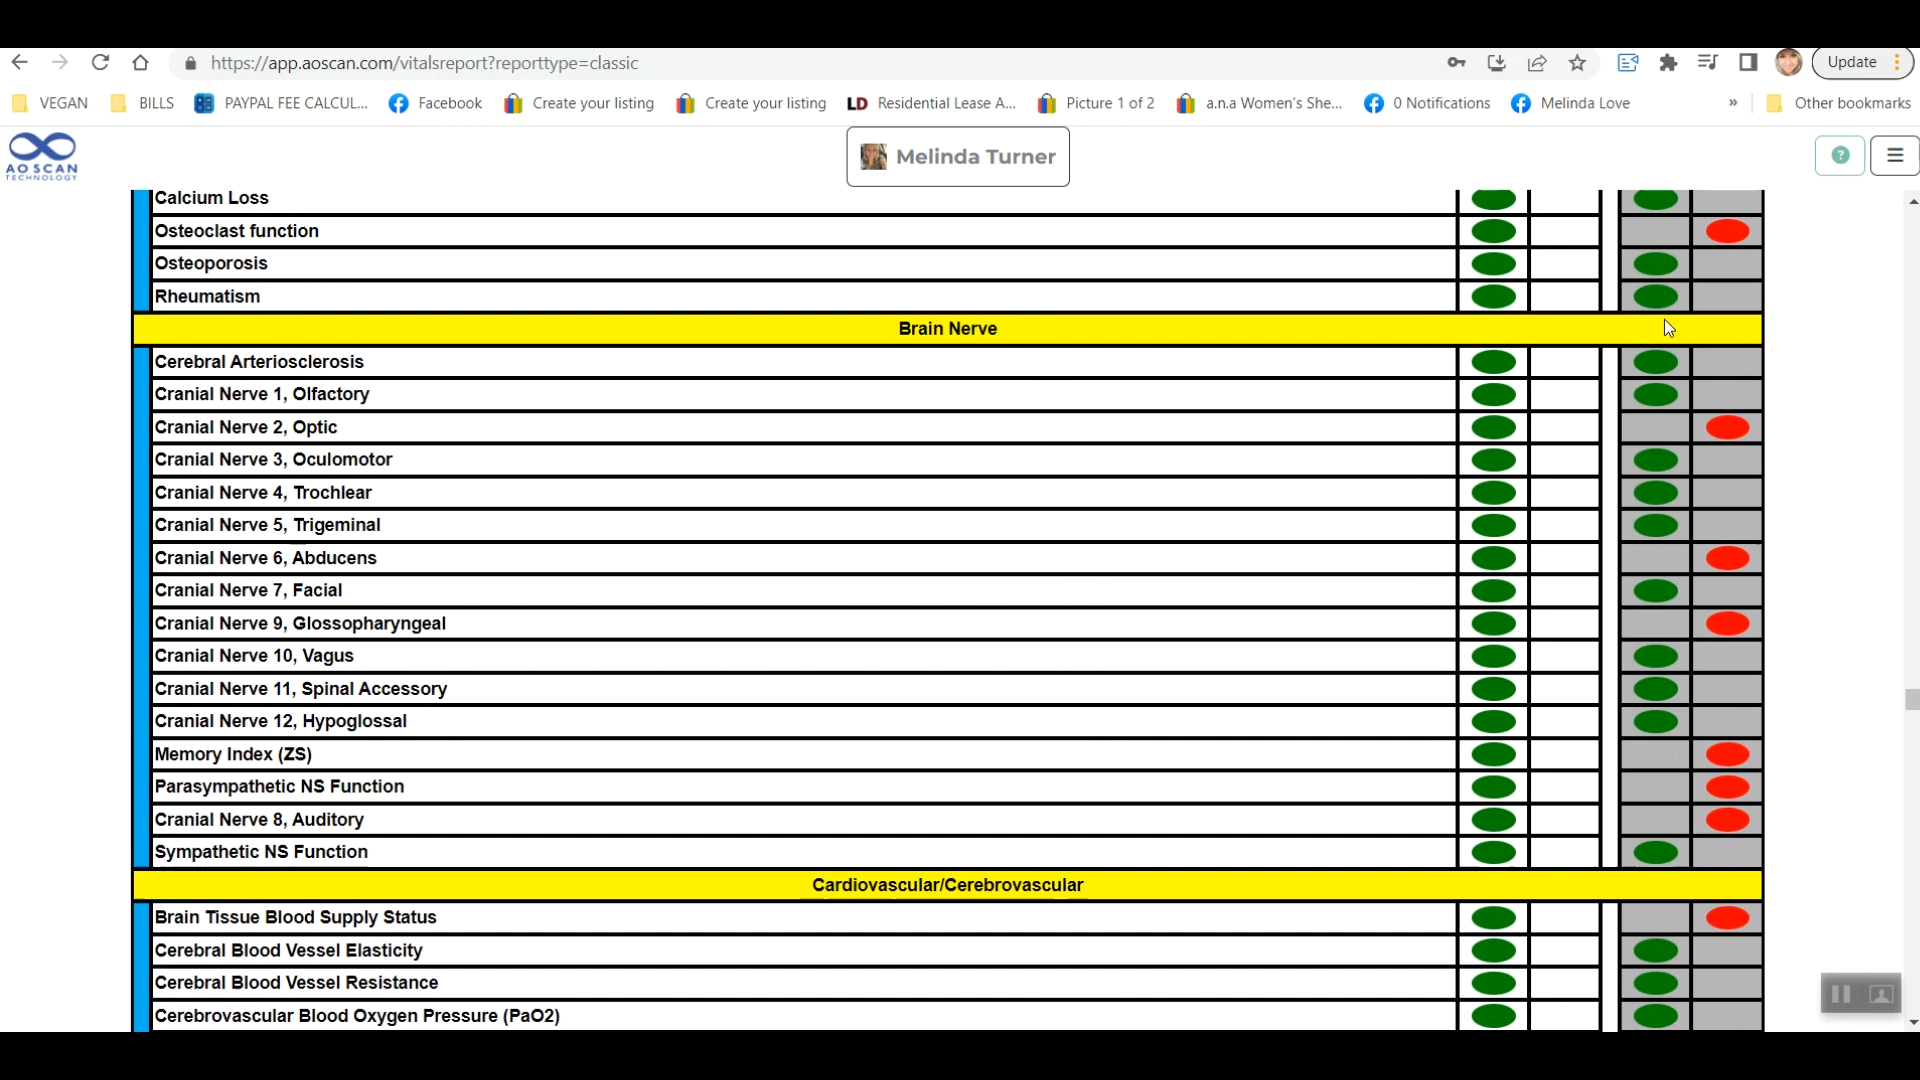 https://app.aoscan.com/vitalsreport?reporttype=classic
Update
VEGAN
BILLS
PAYPAL FEE CALCUL...
Facebook
Create your listing
Create your listing
LD Residential Lease A...
Picture 1 of 2
a.n.a Women's She...
0 Notifications
Melinda Love
»
Other bookmarks
AO SCAN
TECHNOLOGY
Melinda Turner
?
Calcium Loss
Osteoclast function
Osteoporosis
Rheumatism
Brain Nerve
Cerebral Arteriosclerosis
Cranial Nerve 1, Olfactory
Cranial Nerve 2, Optic
Cranial Nerve 3, Oculomotor
Cranial Nerve 4, Trochlear
Cranial Nerve 5, Trigeminal
Cranial Nerve 6, Abducens
Cranial Nerve 7, Facial
Cranial Nerve 9, Glossopharyngeal
Cranial Nerve 10, Vagus
Cranial Nerve 11, Spinal Accessory
Cranial Nerve 12, Hypoglossal
Memory Index (ZS)
Parasympathetic NS Function
Cranial Nerve 8, Auditory
Sympathetic NS Function
Cardiovascular/Cerebrovascular
Brain Tissue Blood Supply Status
Cerebral Blood Vessel Elasticity
Cerebral Blood Vessel Resistance
Cerebrovascular Blood Oxygen Pressure (PaO2)